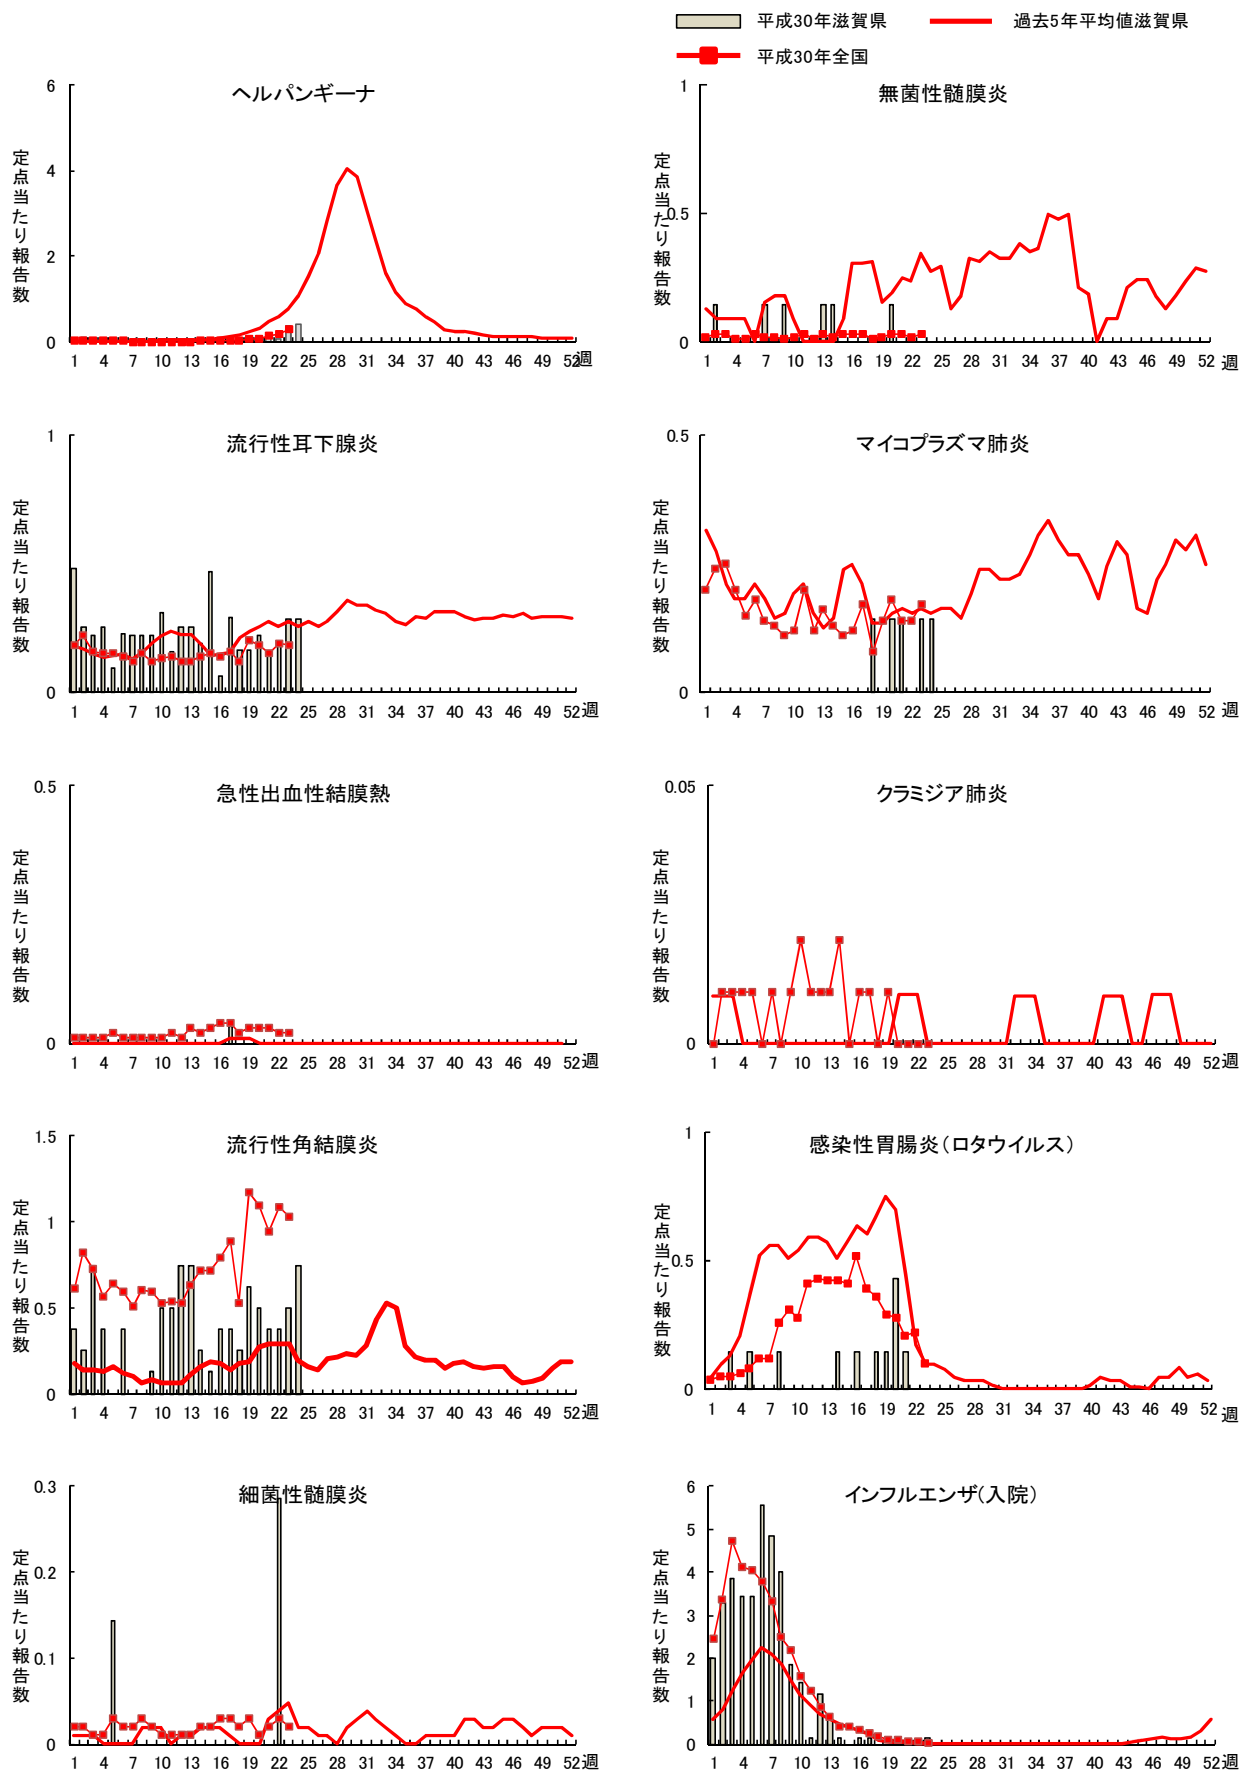 平成30年滋賀県 過去5年平均値滋賀県
平成30年全国
ヘルパンギーナ
定点当たり報告数
6
4
2
0
1 4 7 10 13 16 19 22 25 28 31 34 37 40 43 46 49 52週
無菌性髄膜炎
定点当たり報告数
1
0.5
0
1 4 7 10 13 16 19 22 25 28 31 34 37 40 43 46 49 52 週
流行性耳下腺炎
定点当たり報告数
1
0
1 4 7 10 13 16 19 22 25 28 31 34 37 40 43 46 49 52 週
マイコプラズマ肺炎
定点当たり報告数
0.5
0
1 4 7 10 13 16 19 22 25 28 31 34 37 40 43 46 49 52 週
急性出血性結膜熱
定点当たり報告数
0.5
0
1 4 7 10 13 16 19 22 25 28 31 34 37 40 43 46 49 52 週
クラミジア肺炎
定点当たり報告数
0.05
0
1 4 7 10 13 16 19 22 25 28 31 34 37 40 43 46 49 52 週
流行性角結膜炎
定点当たり報告数
1.5
1
0.5
0
1 4 7 10 13 16 19 22 25 28 31 34 37 40 43 46 49 52週
感染性胃腸炎（ロタウイルス）
定点当たり報告数
1
0.5
0
1 4 7 10 13 16 19 22 25 28 31 34 37 40 43 46 49 52 週
細菌性髄膜炎
定点当たり報告数
0.3
0.2
0.1
0
1 4 7 10 13 16 19 22 25 28 31 34 37 40 43 46 49 52 週
インフルエンザ(入院）
定点当たり報告数
6
5
4
3
2
1
0
1 4 7 10 13 16 19 22 25 28 31 34 37 40 43 46 49 52 週